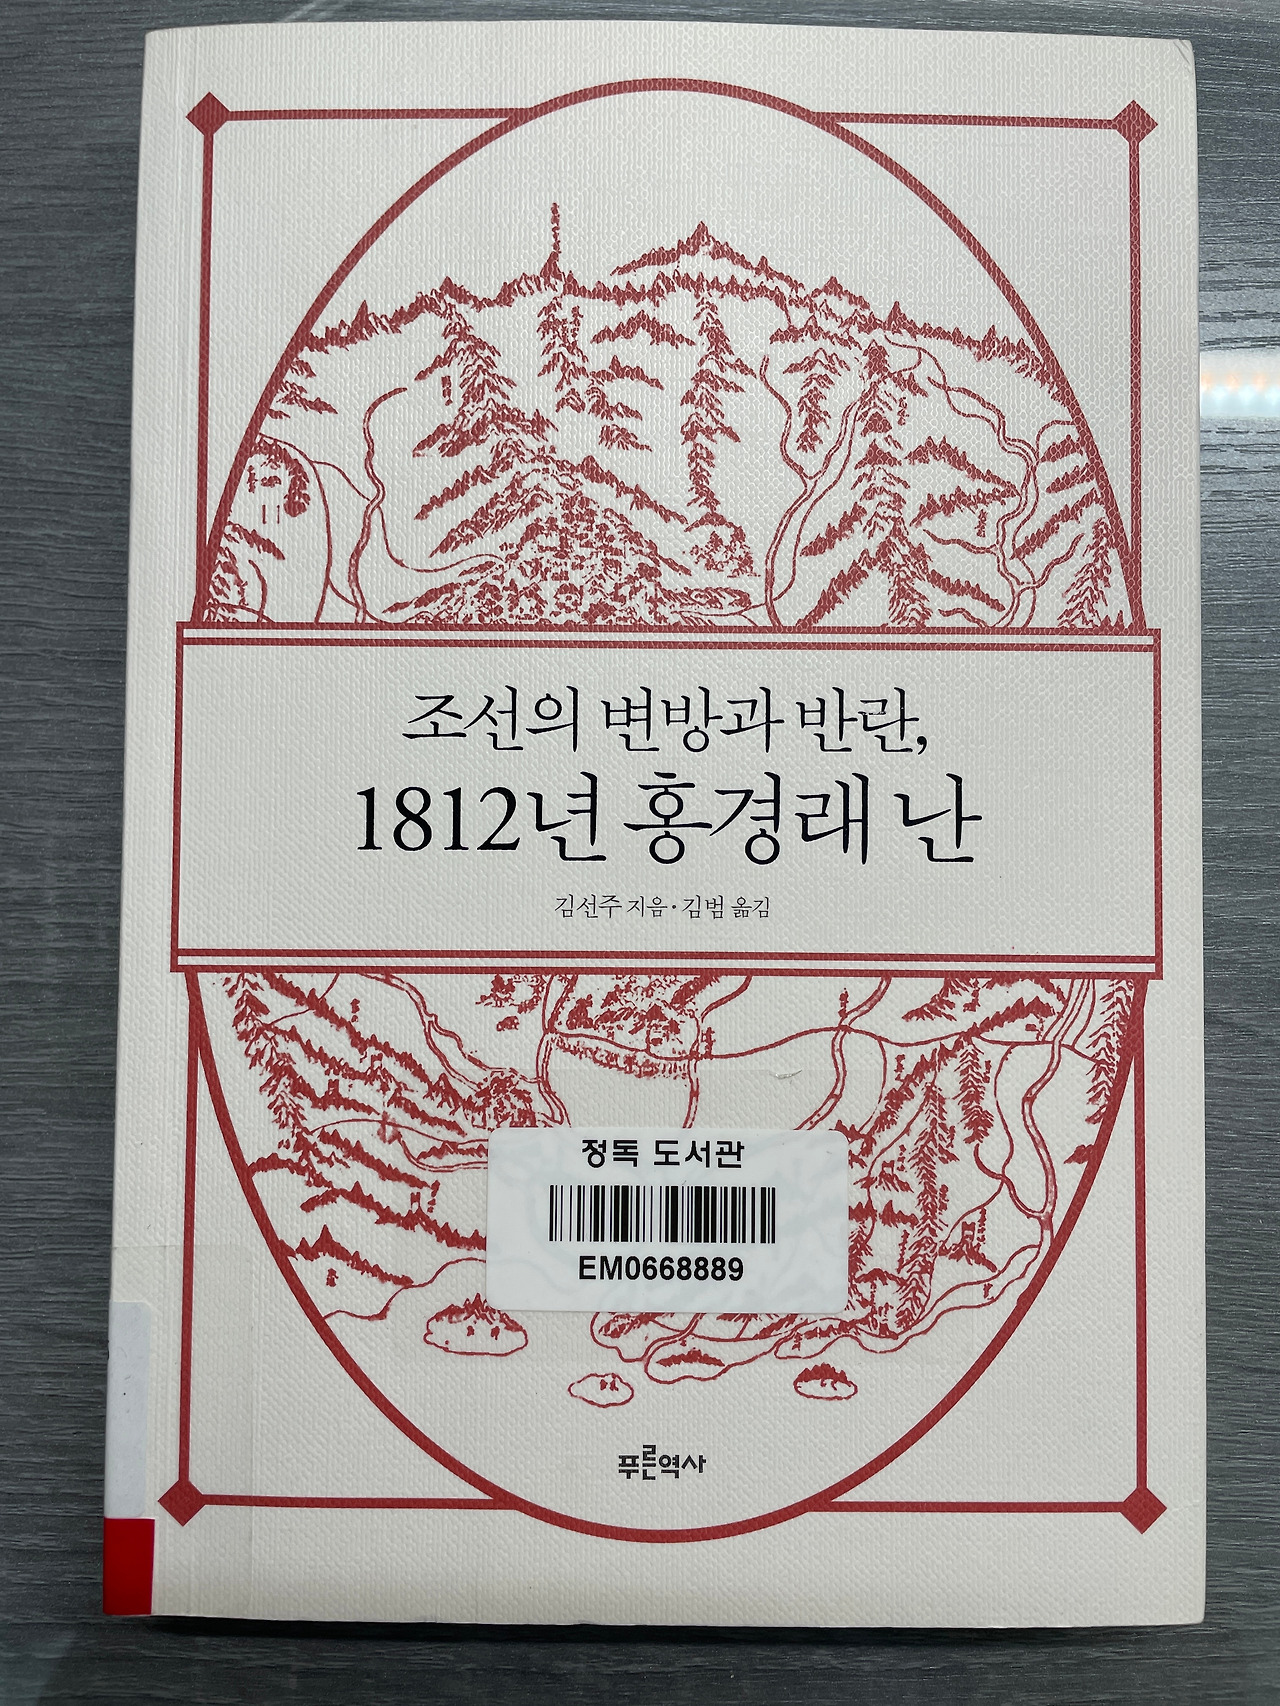 조선의 변방과 반란,
1812년 홍경래 난
김선주 지음·김범 옮김
정독 도서관
EM0668889
푸른역사